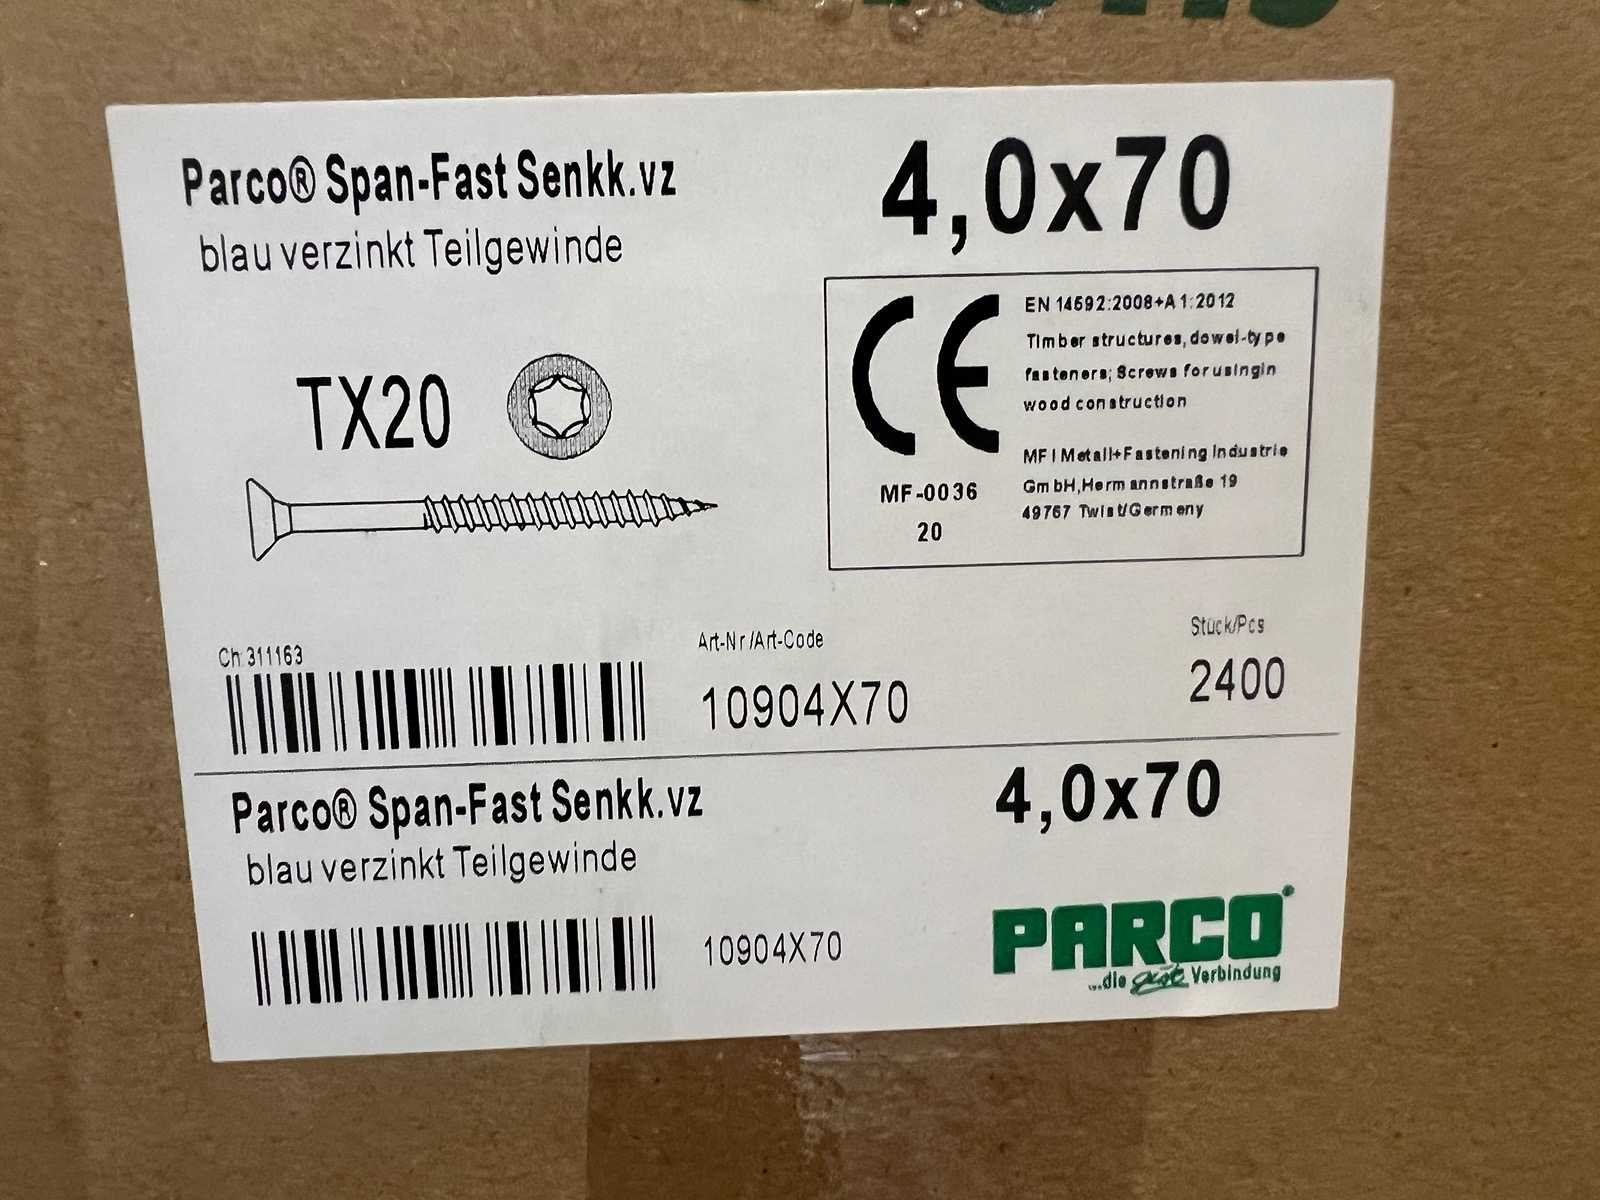 Parco® Span-Fast Senkk.vz
blau verzinkt Teilgewinde
4,0x70
TX20
CE
EN 14592:2008+A1:2012
Timber structures, dowel-type
fasteners; Screws for usingin
wood construction
MFI Metall+Fastening Industrie
GmbH, Hermannstraße 19
49767 Twist/Germeny
MF-0036
20
Ch: 311163
Art-Nr/Art-Code
10904X70
Stück/Pcs
2400
Parco® Span-Fast Senkk.vz
blau verzinkt Teilgewinde
4,0x70
10904X70
PARCO
...die gute Verbindung